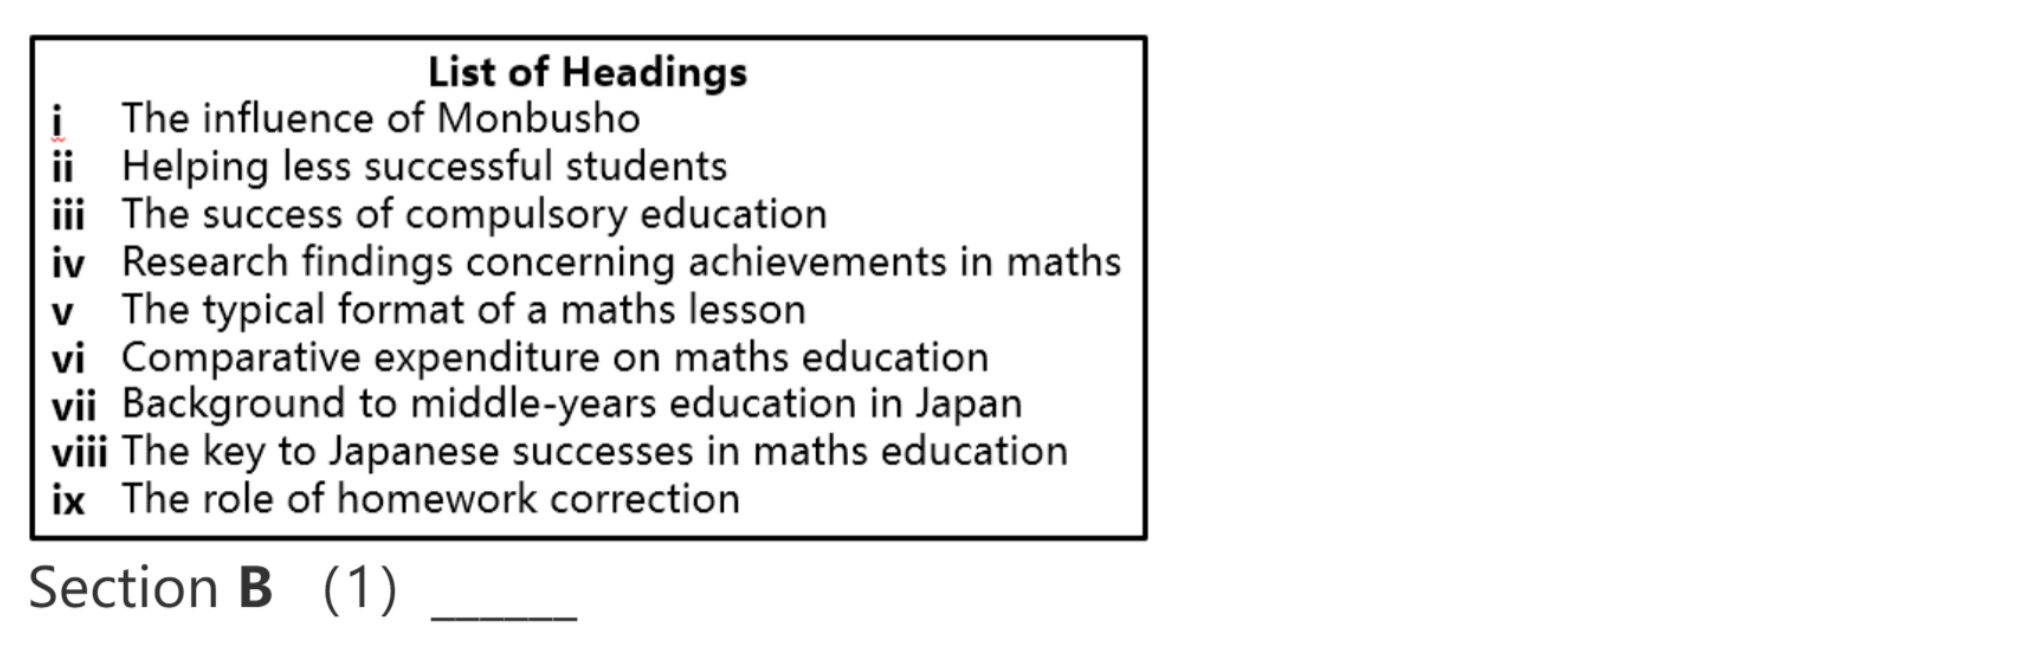 List of Headings
i The influence of Monbusho
ii Helping less successful students
iii The success of compulsory education
iv Research findings concerning achievements in maths
v The typical format of a maths lesson
vi Comparative expenditure on maths education
vii Background to middle-years education in Japan
viii The key to Japanese successes in maths education
ix The role of homework correction
Section B (1) ______